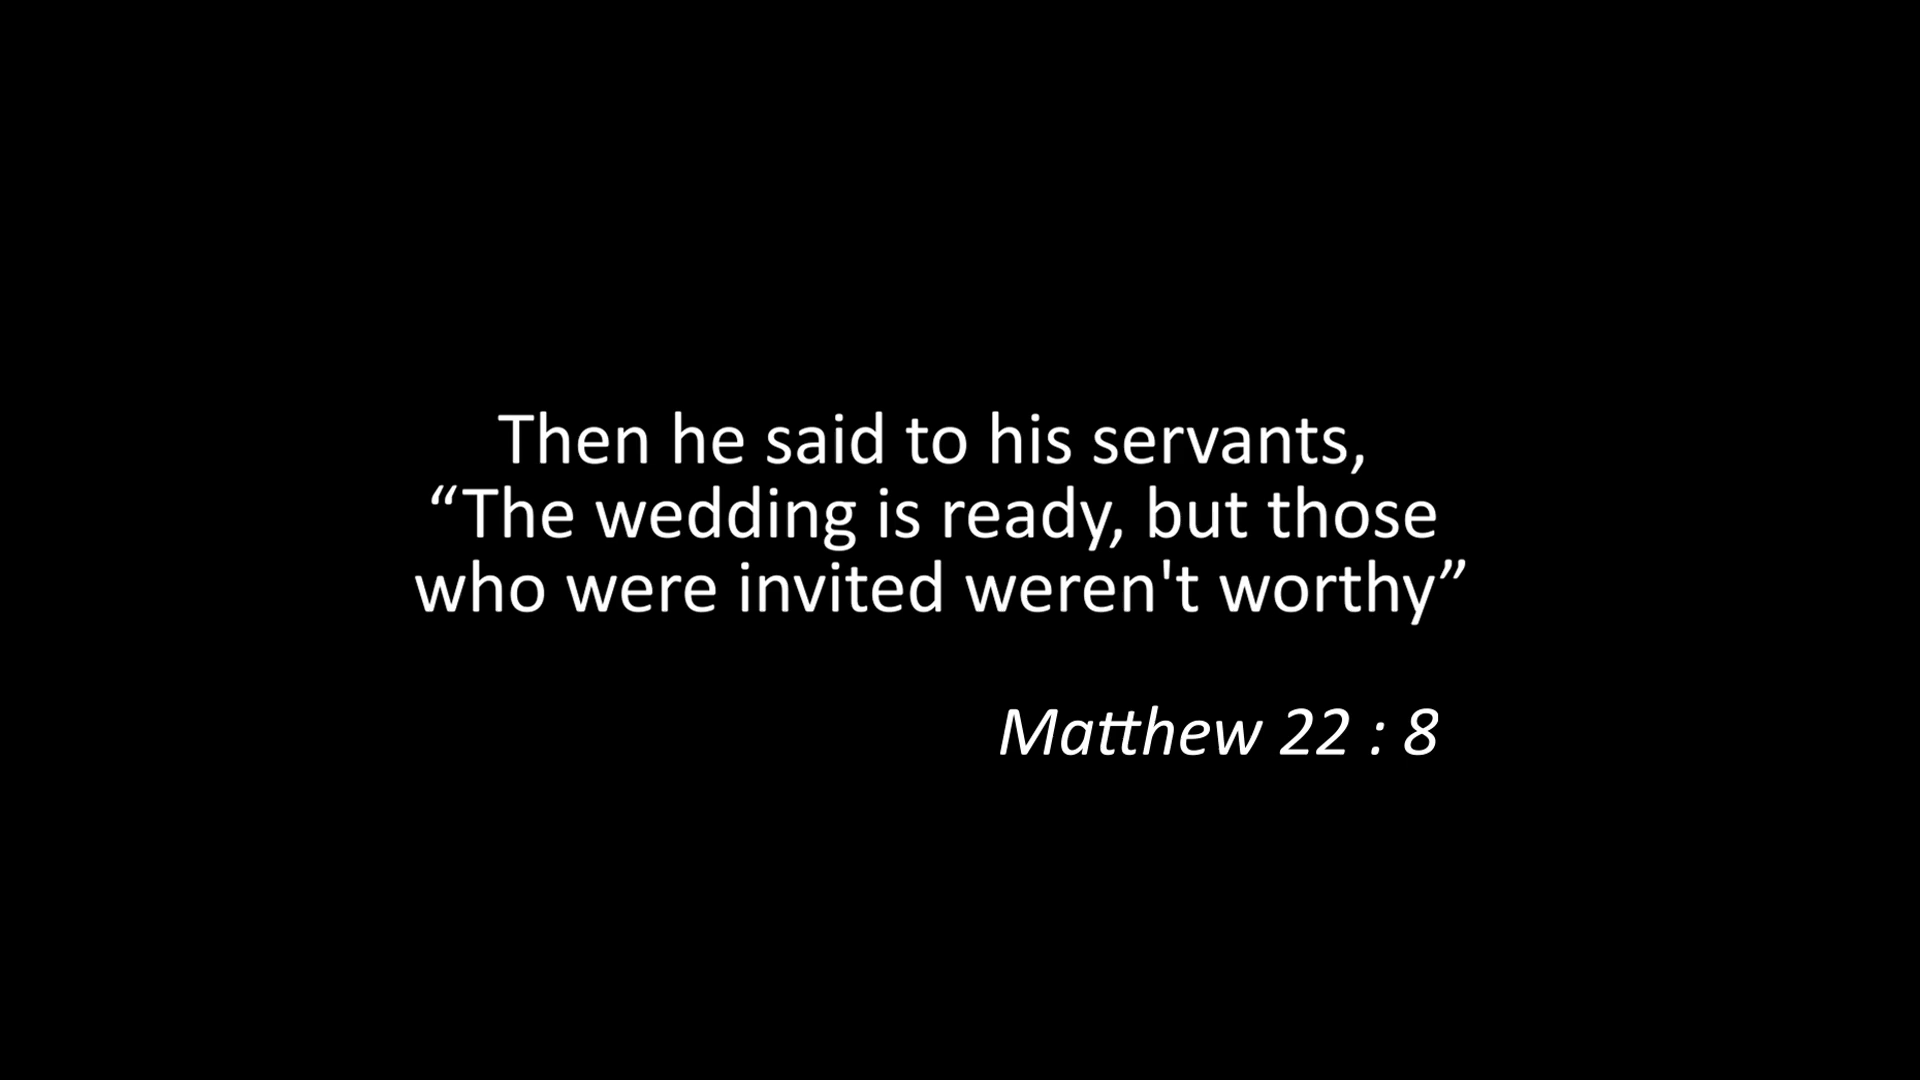 Then he said to his servants,
“The wedding is ready, but those
who were invited weren't worthy”
Matthew 22 : 8